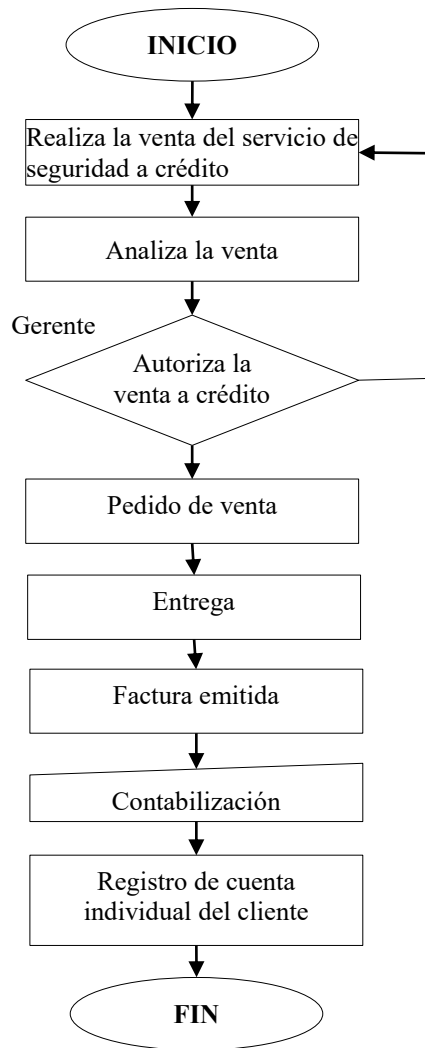 INICIO
Realiza la venta del servicio de
seguridad a crédito
Analiza la venta
Gerente
Autoriza la
venta a crédito
Pedido de venta
Entrega
Factura emitida
Contabilización
Registro de cuenta
individual del cliente
FIN